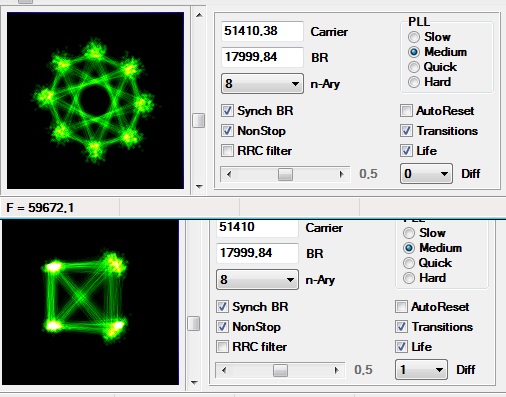 51410.38 Carrier
17999.84 BR
8 n-Ary
Synch BR
NonStop
RRC filter
0.5
PLL
Slow
Medium
Quick
Hard
AutoReset
Transitions
Life
0 Diff
F = 59672.1
51410 Carrier
17999.84 BR
8 n-Ary
Synch BR
NonStop
RRC filter
0.5
PLL
Slow
Medium
Quick
Hard
AutoReset
Transitions
Life
1 Diff